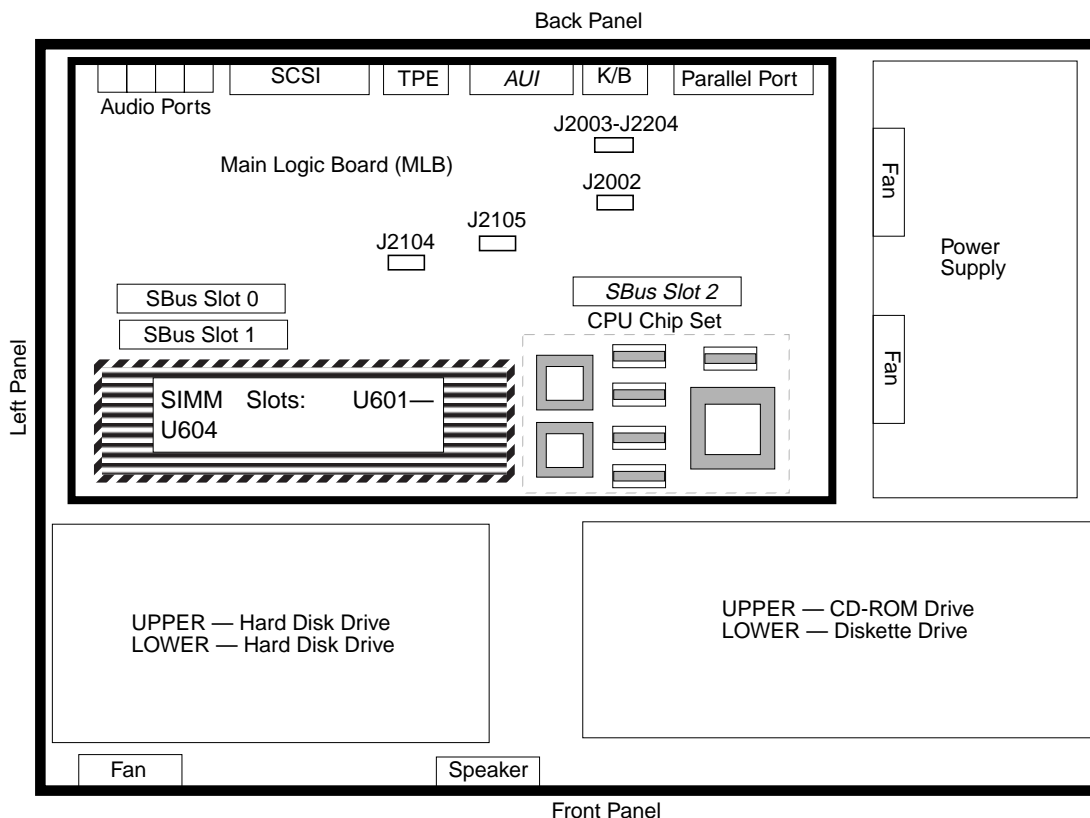 Back Panel
SCSI
TPE
AUI
K/B
Parallel Port
Audio Ports
J2003-J2204
Main Logic Board (MLB)
Fan
J2002
J2105
J2104
Power
Supply
SBus Slot 0
SBus Slot 2
SBus Slot 1
CPU Chip Set
Left Panel
Fan
SIMM Slots: U601—
U604
UPPER — Hard Disk Drive
LOWER — Hard Disk Drive
UPPER — CD-ROM Drive
LOWER — Diskette Drive
Fan
Speaker
Front Panel